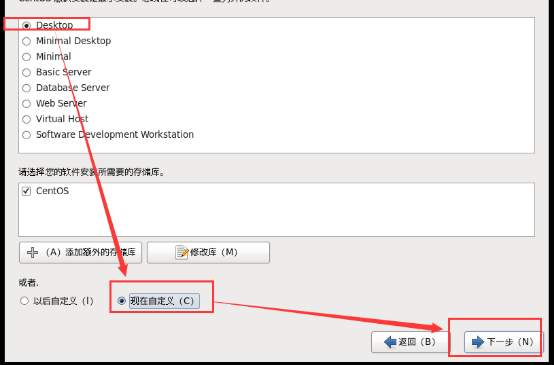 Desktop
Minimal Desktop
Minimal
Basic Server
Database Server
Web Server
Virtual Host
Software Development Workstation
请选择您的软件安装所需要的存储库。
CentOS
（A）添加额外的存储库
修改库（M）
或者.
以后自定义（l）
现在自定义（C）
返回（B）
下一步（N）